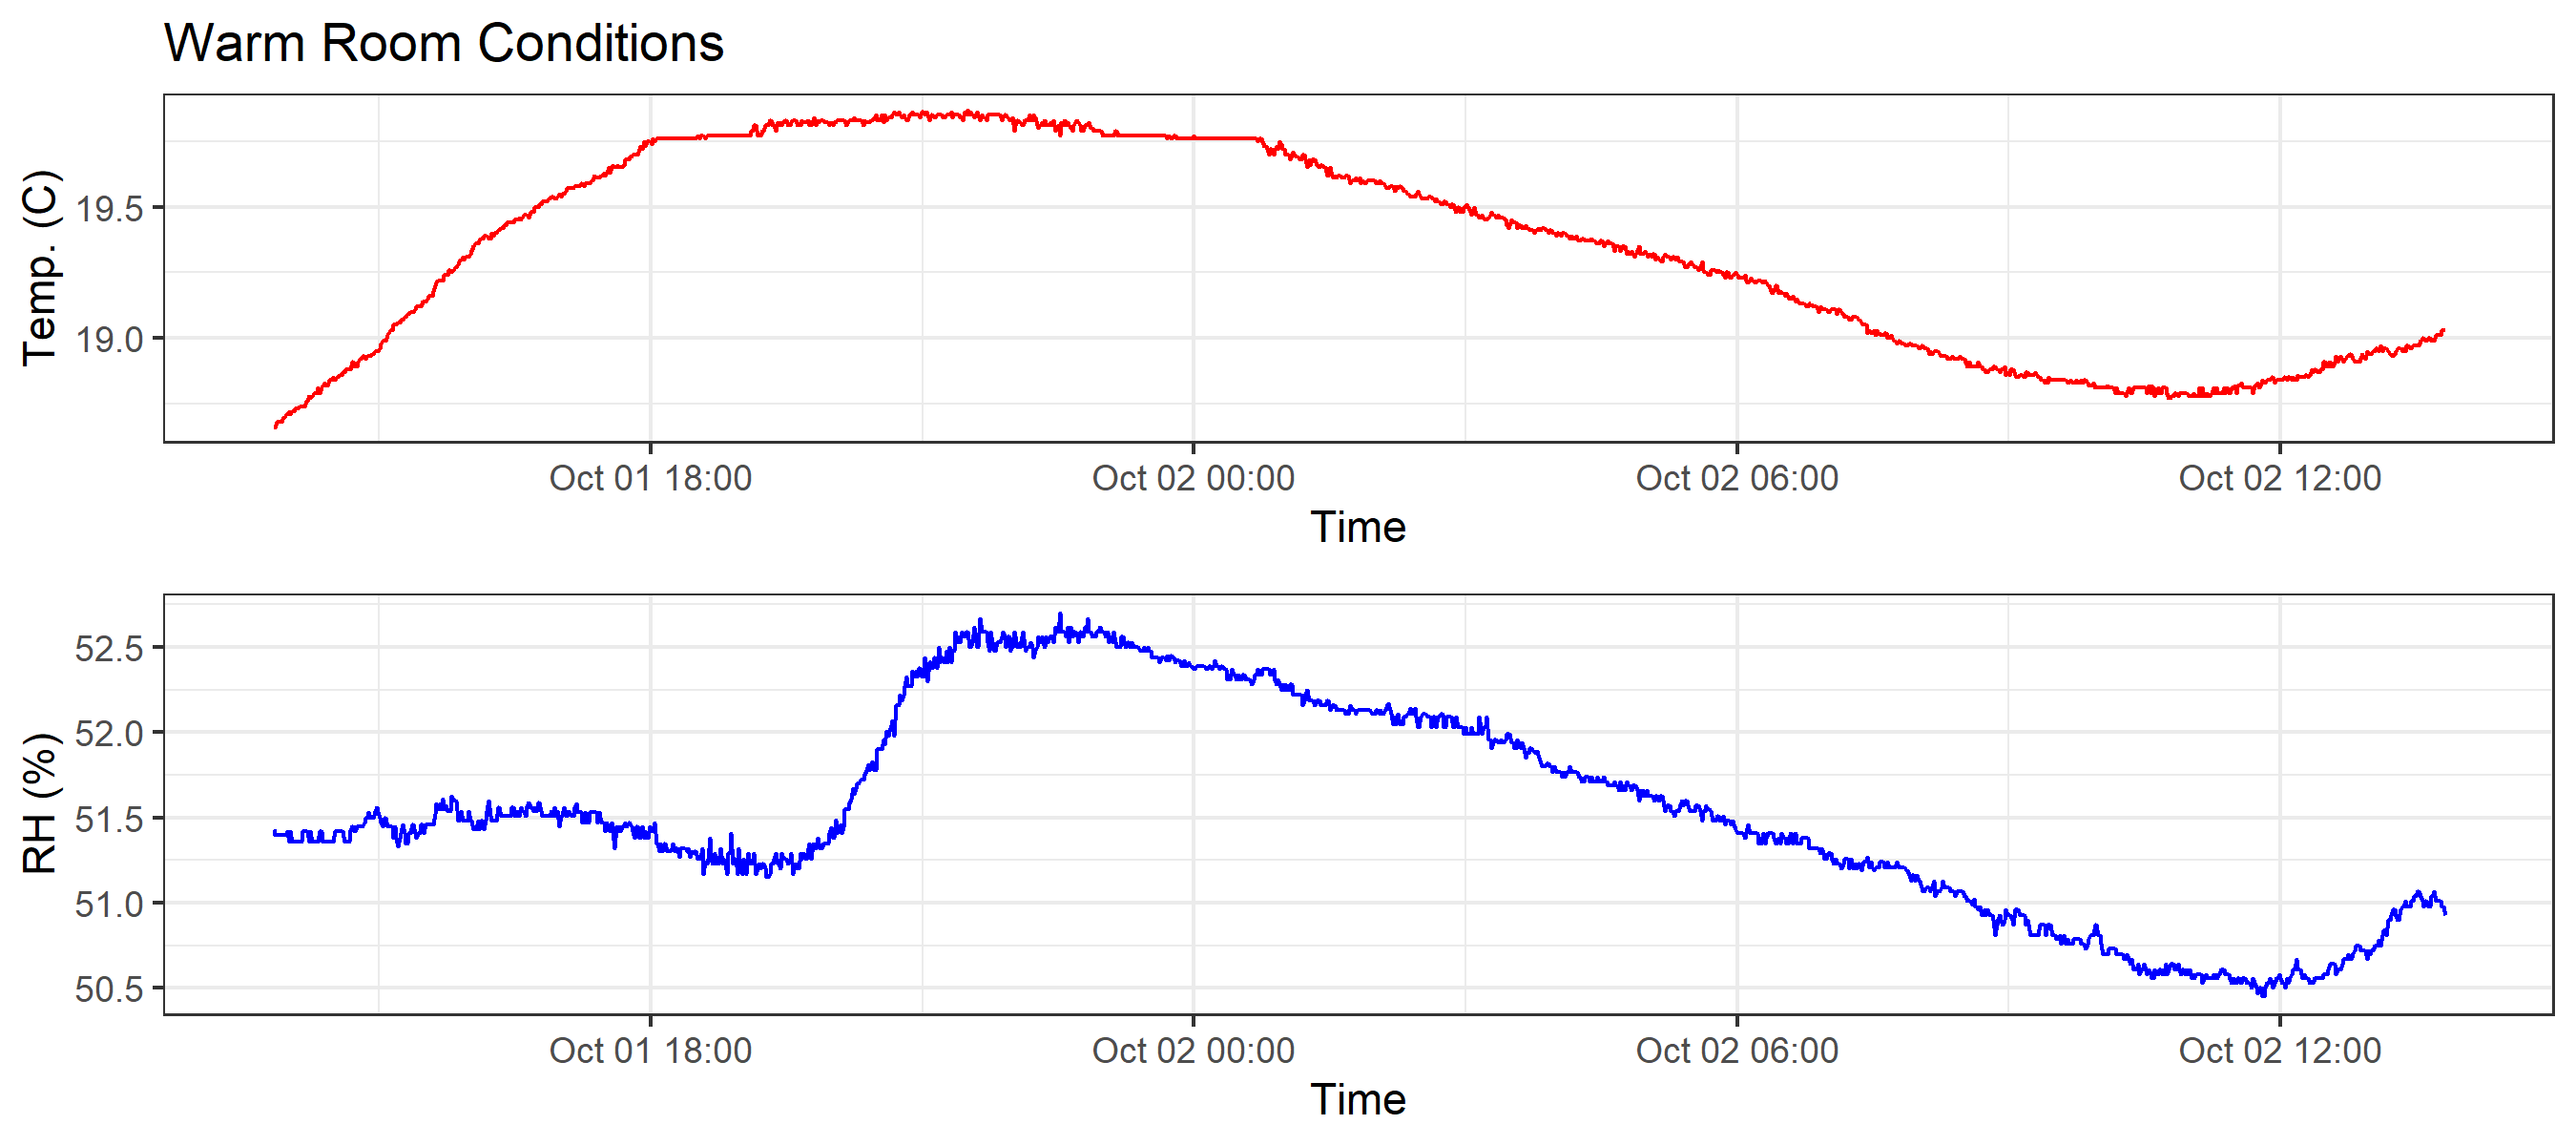 Warm Room Conditions
Temp. (C)
19.5
19.0
Oct 01 18:00 Oct 02 00:00 Oct 02 06:00 Oct 02 12:00
Time
RH (%)
52.5
52.0
51.5
51.0
50.5
Oct 01 18:00 Oct 02 00:00 Oct 02 06:00 Oct 02 12:00
Time